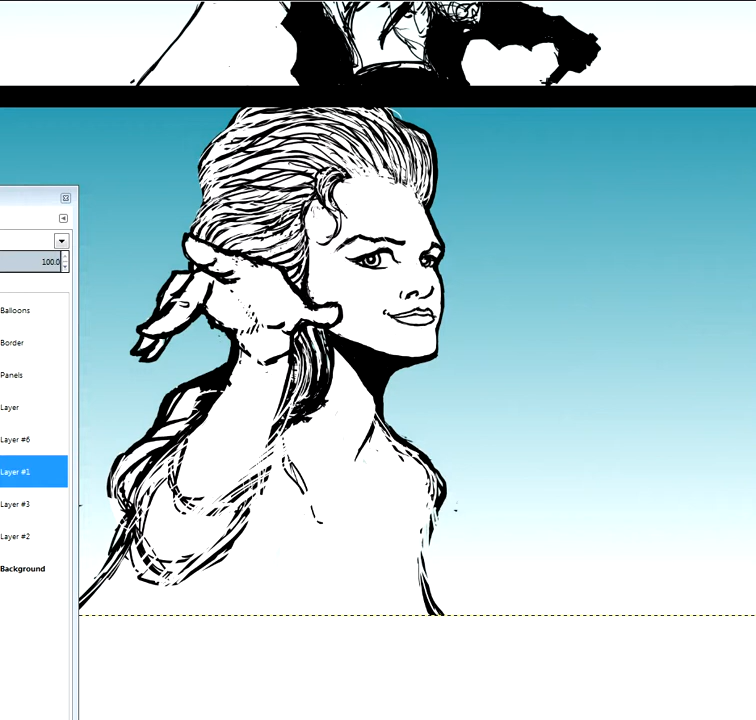 100.0
Balloons
Border
Panels
Layer
Layer #6
Layer #1
Layer #3
Layer #2
Background